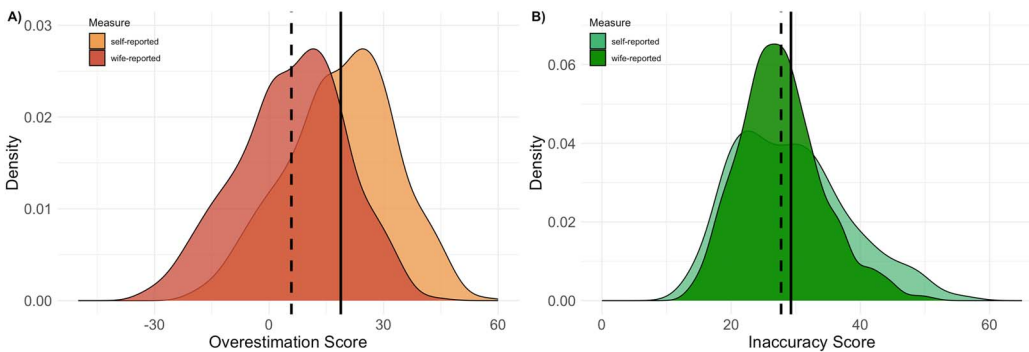 A)
Measure
self-reported
wife-reported
0.03
0.02
0.01
0.00
Density
-30 0 30 60
Overestimation Score
B)
Measure
self-reported
wife-reported
0.06
0.04
0.02
0.00
Density
0 20 40 60
Inaccuracy Score